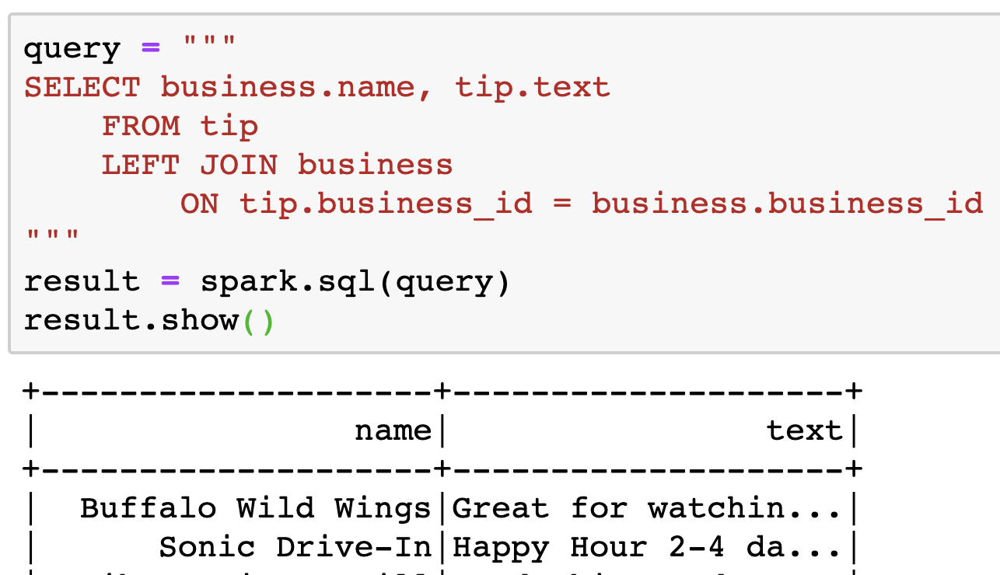 query = """
SELECT business.name, tip.text
    FROM tip
    LEFT JOIN business
        ON tip.business_id = business.business_id
"""
result = spark.sql(query)
result.show()
+--------------------+--------------------+
|                name|                text|
+--------------------+--------------------+
|  Buffalo Wild Wings|Great for watchin...|
|      Sonic Drive-In|Happy Hour 2-4 da...|